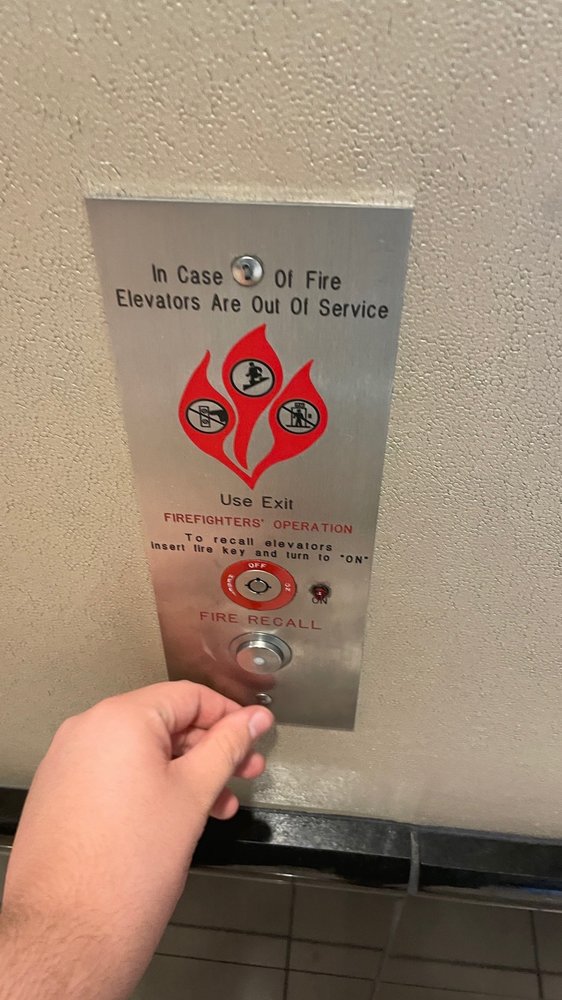 In Case Of Fire
Elevators Are Out Of Service
Use Exit
FIREFIGHTERS' OPERATION
To recall elevators
Insert fire key and turn to "ON"
OFF
ON
ON
FIRE RECALL